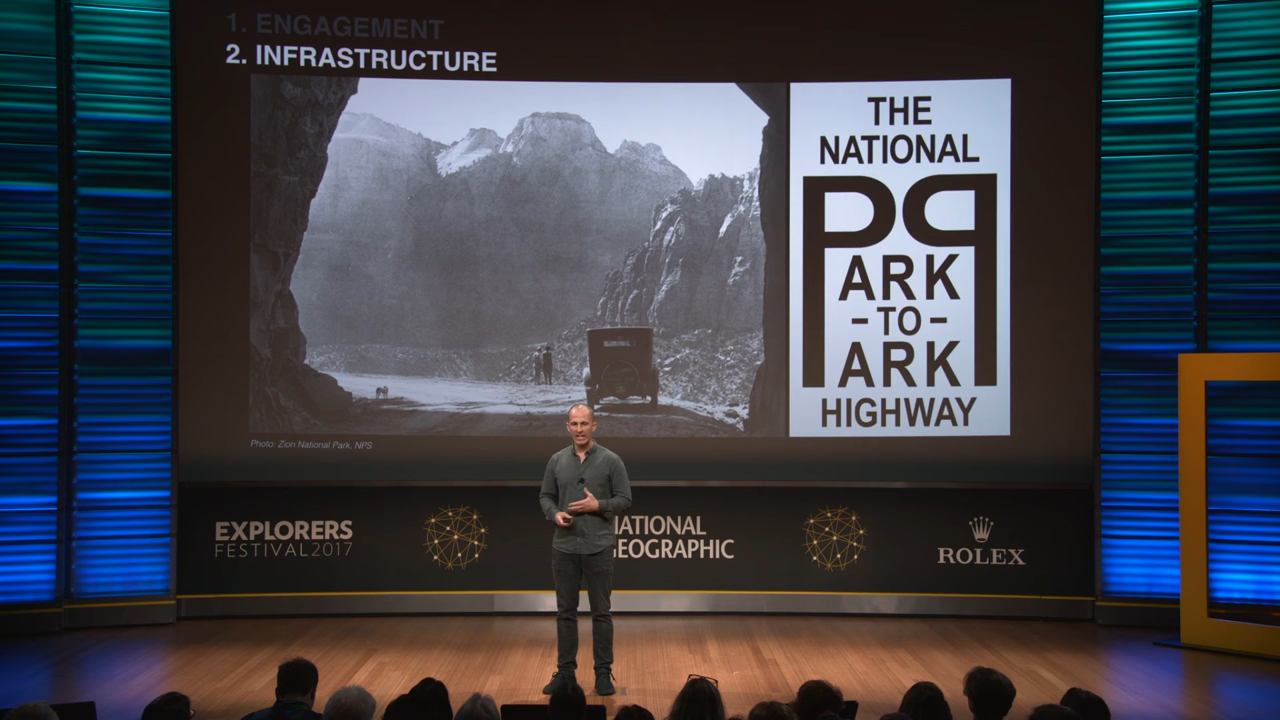 1. ENGAGEMENT
2. INFRASTRUCTURE
THE
NATIONAL
PARK
-TO-
PARK
HIGHWAY
Photo: Zion National Park, NPS
EXPLORERS
FESTIVAL2017
NATIONAL
GEOGRAPHIC
ROLEX